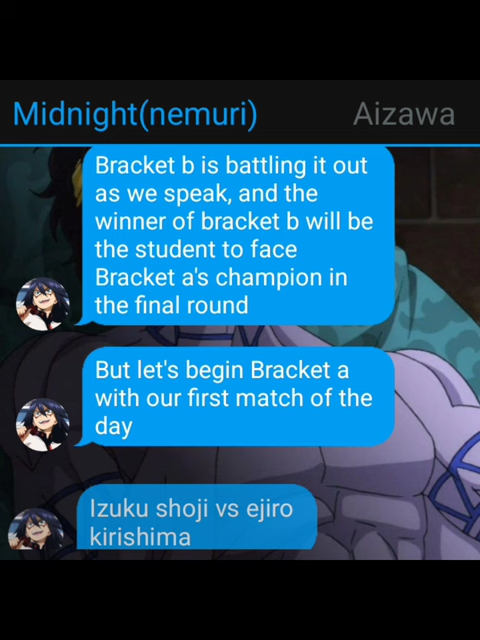 Midnight(nemuri) Aizawa
Bracket b is battling it out
as we speak, and the
winner of bracket b will be
the student to face
Bracket a's champion in
the final round
But let's begin Bracket a
with our first match of the
day
Izuku shoji vs ejiro
kirishima